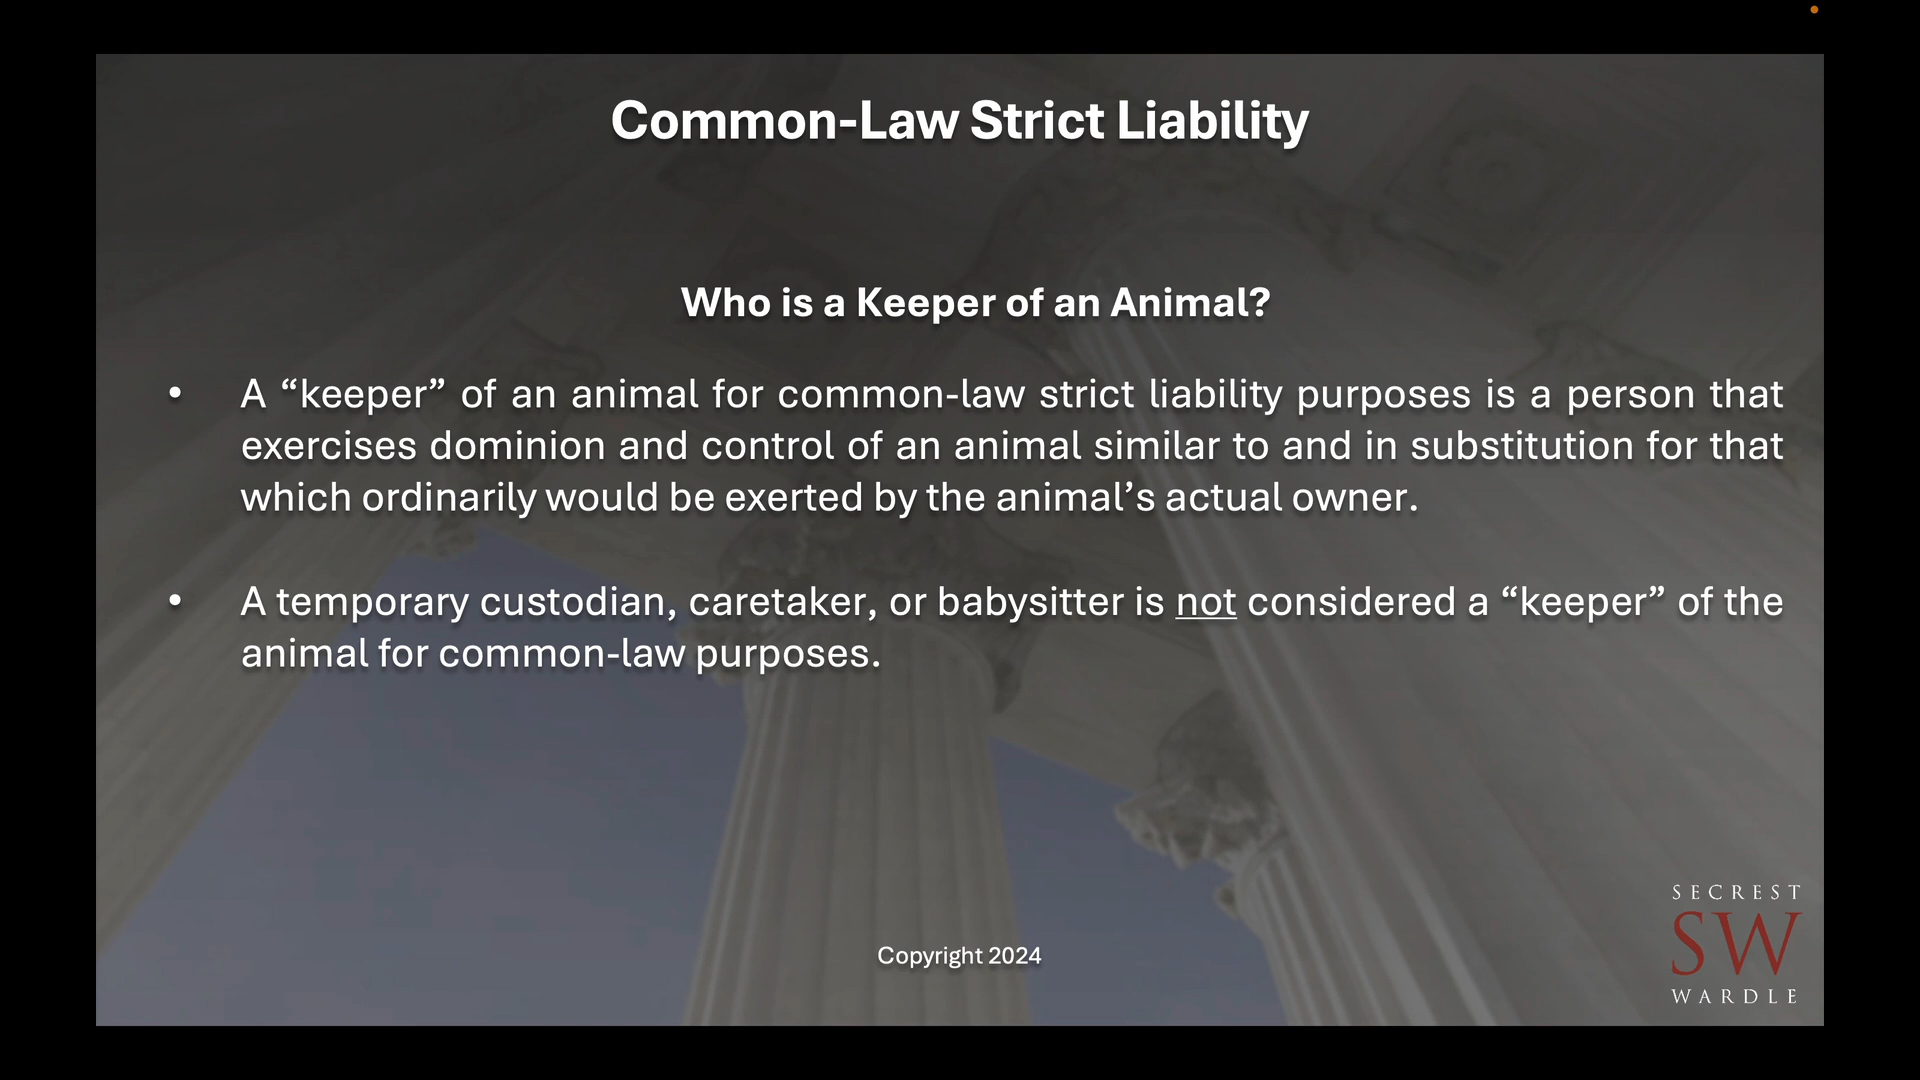 Common-Law Strict Liability
Who is a Keeper of an Animal?
• A “keeper” of an animal for common-law strict liability purposes is a person that
exercises dominion and control of an animal similar to and in substitution for that
which ordinarily would be exerted by the animal’s actual owner.
• A temporary custodian, caretaker, or babysitter is not considered a “keeper” of the
animal for common-law purposes.
Copyright 2024
SECREST
SW
WARDLE